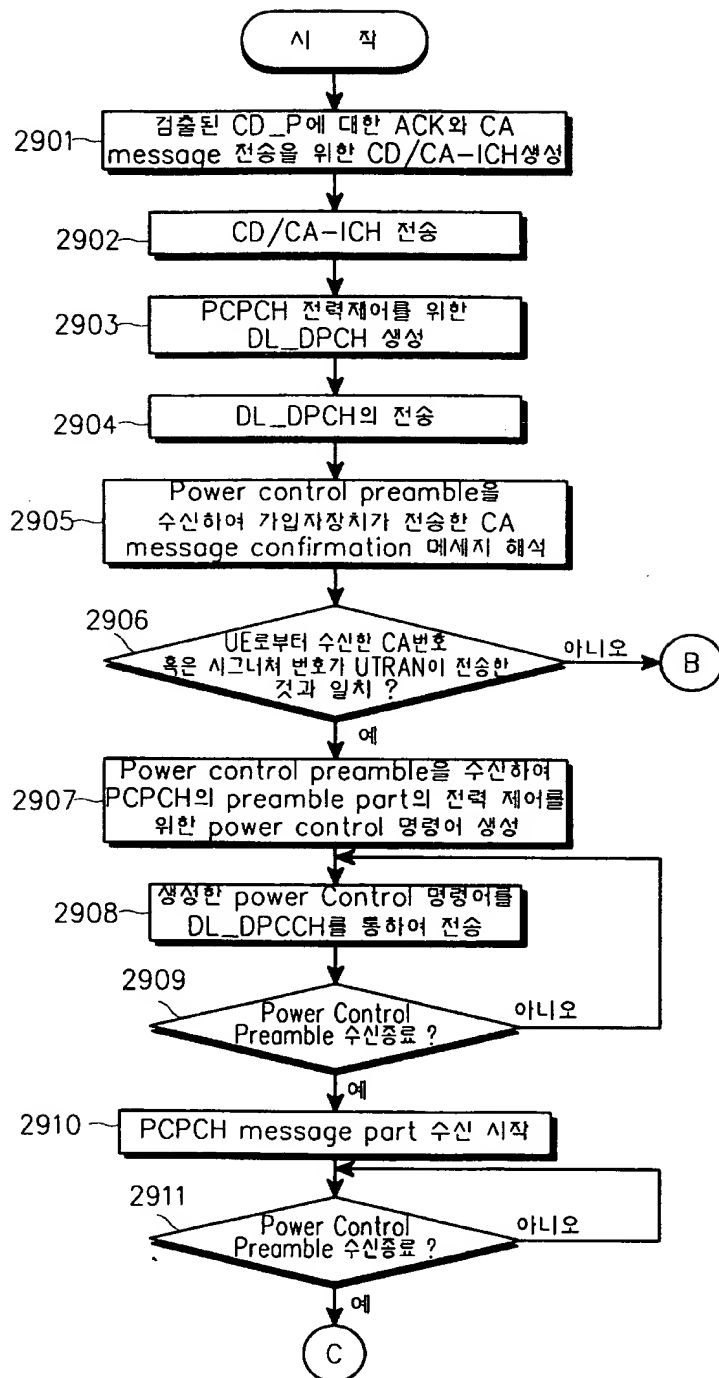 시 작
2901
검출된 CD_P에 대한 ACK와 CA
message 전송을 위한 CD/CA-ICH생성
2902
CD/CA-ICH 전송
2903
PCPCH 전력제어를 위한
DL_DPCH 생성
2904
DL_DPCH의 전송
2905
Power control preamble을
수신하여 가입자장치가 전송한 CA
message confirmation 메세지 해석
2906
UE로부터 수신한 CA번호
혹은 시그너쳐 번호가 UTRAN이 전송한
것과 일치 ?
아니오
B
예
2907
Power control preamble을 수신하여
PCPCH의 preamble part의 전력 제어를
위한 power control 명령어 생성
2908
생성한 power Control 명령어를
DL_DPCCH를 통하여 전송
2909
Power Control
Preamble 수신종료 ?
아니오
예
2910
PCPCH message part 수신 시작
2911
Power Control
Preamble 수신종료 ?
아니오
예
C